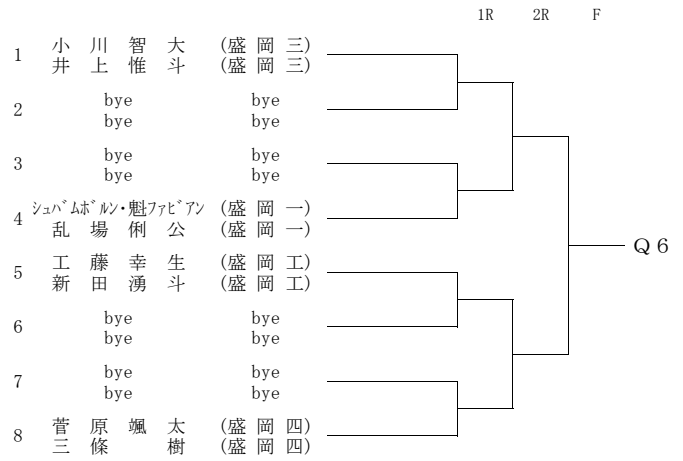 1R 2R F
1 小 川 智 大 (盛 岡 三)
井 上 惟 斗 (盛 岡 三)
2 bye bye
bye bye
3 bye bye
bye bye
4 シュバムボルン・魁ファビアン (盛 岡 一)
乱 場 俐 公 (盛 岡 一)
Q6
5 工 藤 幸 生 (盛 岡 工)
新 田 湧 斗 (盛 岡 工)
6 bye bye
bye bye
7 bye bye
bye bye
8 菅 原 颯 太 (盛 岡 四)
三 條 樹 (盛 岡 四)